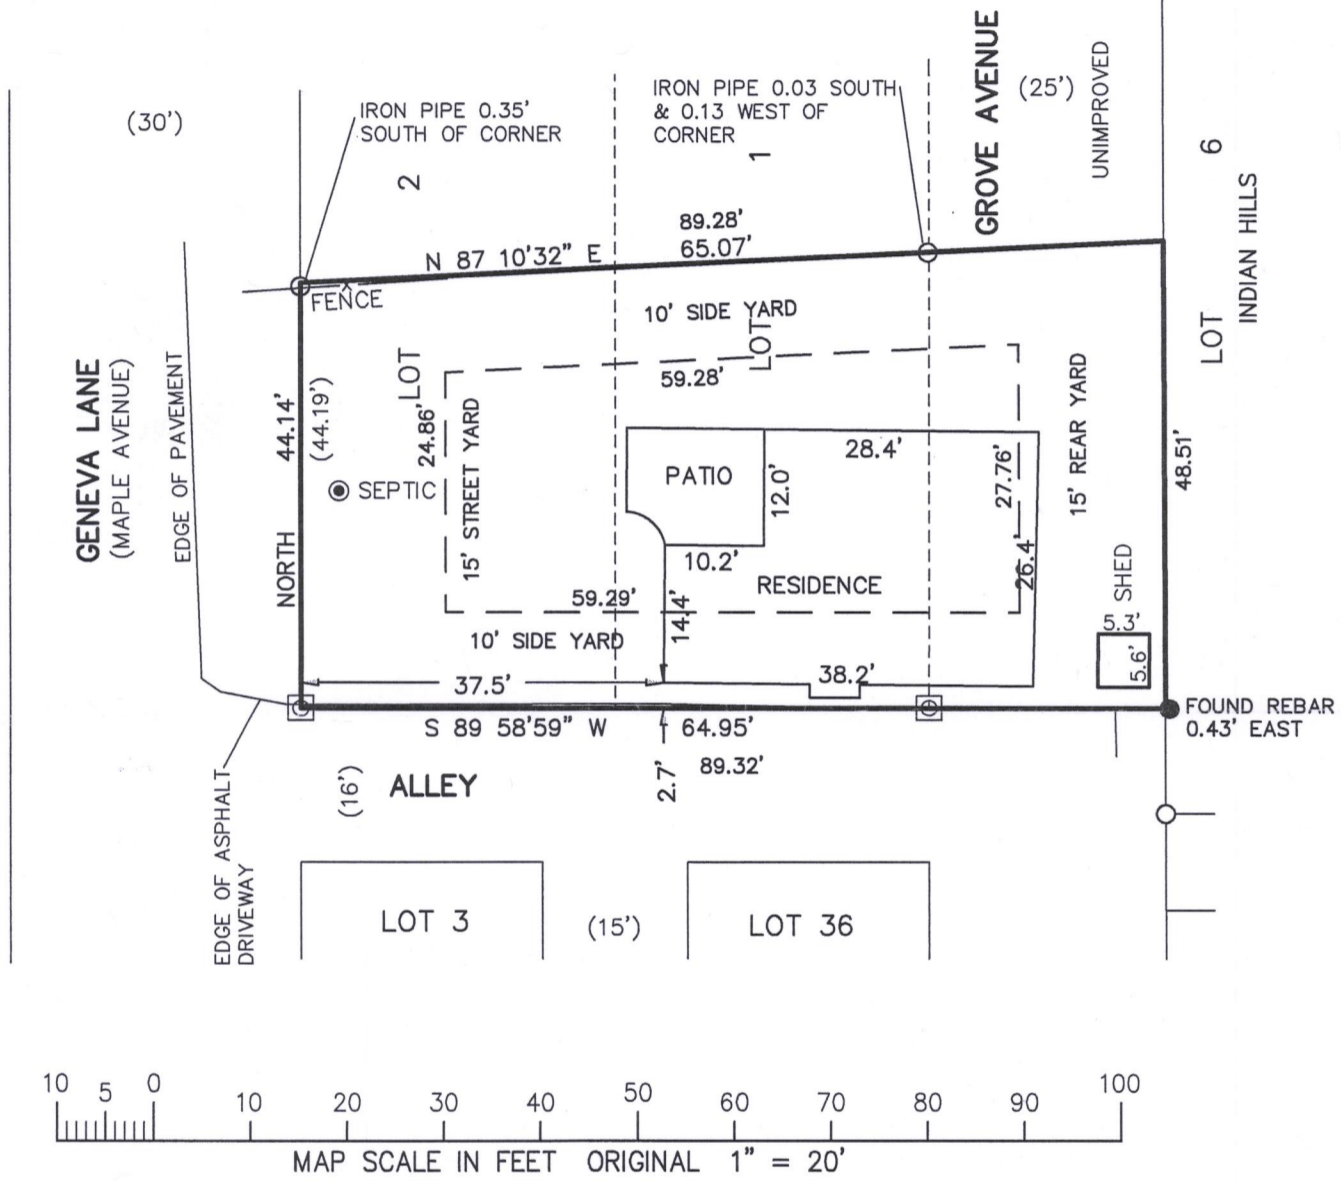 (30')
IRON PIPE 0.35'
SOUTH OF CORNER
IRON PIPE 0.03 SOUTH
& 0.13 WEST OF
CORNER
GROVE AVENUE
(25')
UNIMPROVED
2
1
LOT 6
INDIAN HILLS
89.28'
N 87 10'32" E 65.07'
FENCE
10' SIDE YARD
LOT
LOT
59.28'
GENEVA LANE
(MAPLE AVENUE)
EDGE OF PAVEMENT
NORTH 44.14'
(44.19')
24.86'
15' STREET YARD
SEPTIC
PATIO
12.0'
28.4'
27.76'
15' REAR YARD
48.51'
10.2'
RESIDENCE
26.4'
SHED
5.3'
5.6'
59.29'
14.4'
10' SIDE YARD
37.5'
38.2'
S 89 58'59" W 64.95'
89.32'
2.7'
FOUND REBAR
0.43' EAST
(16')
ALLEY
EDGE OF ASPHALT
DRIVEWAY
LOT 3
(15')
LOT 36
10 5 0 10 20 30 40 50 60 70 80 90 100
MAP SCALE IN FEET ORIGINAL 1" = 20'